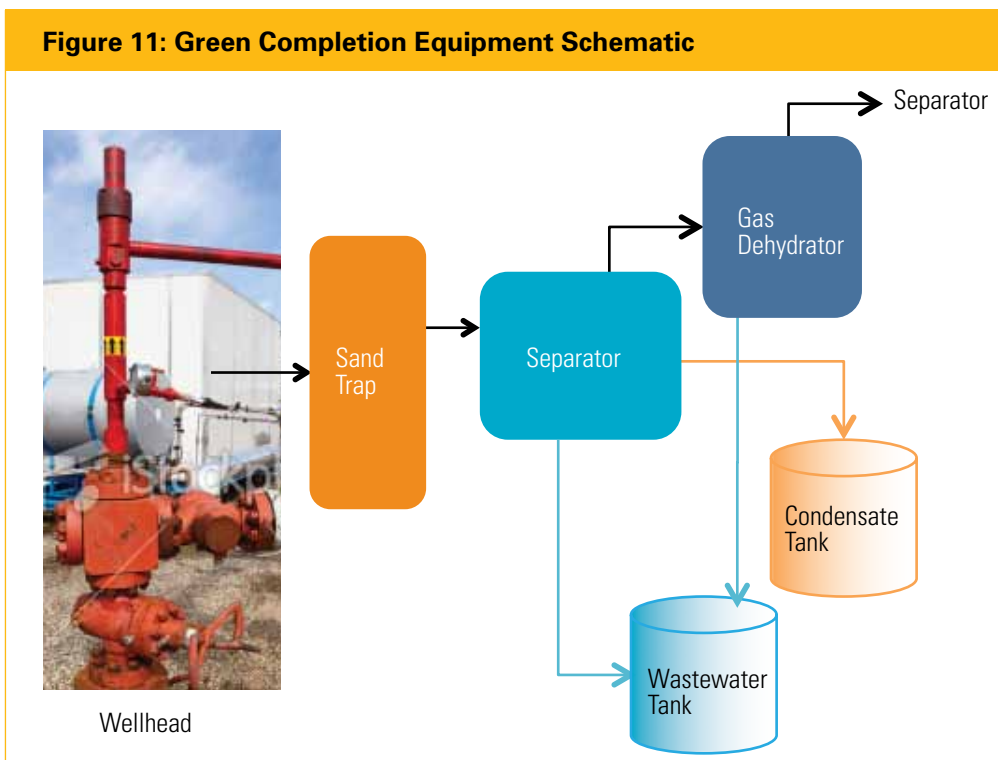 Figure 11: Green Completion Equipment Schematic
Separator
Gas
Dehydrator
Sand
Trap
Separator
Condensate
Tank
Wastewater
Tank
Wellhead